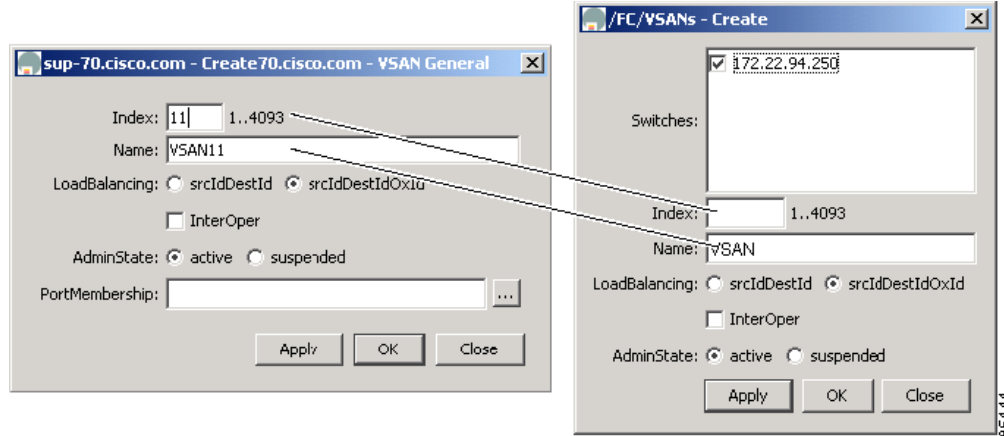 sup-70.cisco.com - Create70.cisco.com - VSAN General
Index: 11 1..4093
Name: VSAN11
LoadBalancing: srcIdDestId srcIdDestIdOxId
InterOper
AdminState: active suspended
PortMembership: ...
Apply OK Close
/FC/VSANs - Create
172.22.94.250
Switches:
Index: 1..4093
Name: VSAN
LoadBalancing: srcIdDestId srcIdDestIdOxId
InterOper
AdminState: active suspended
Apply OK Close